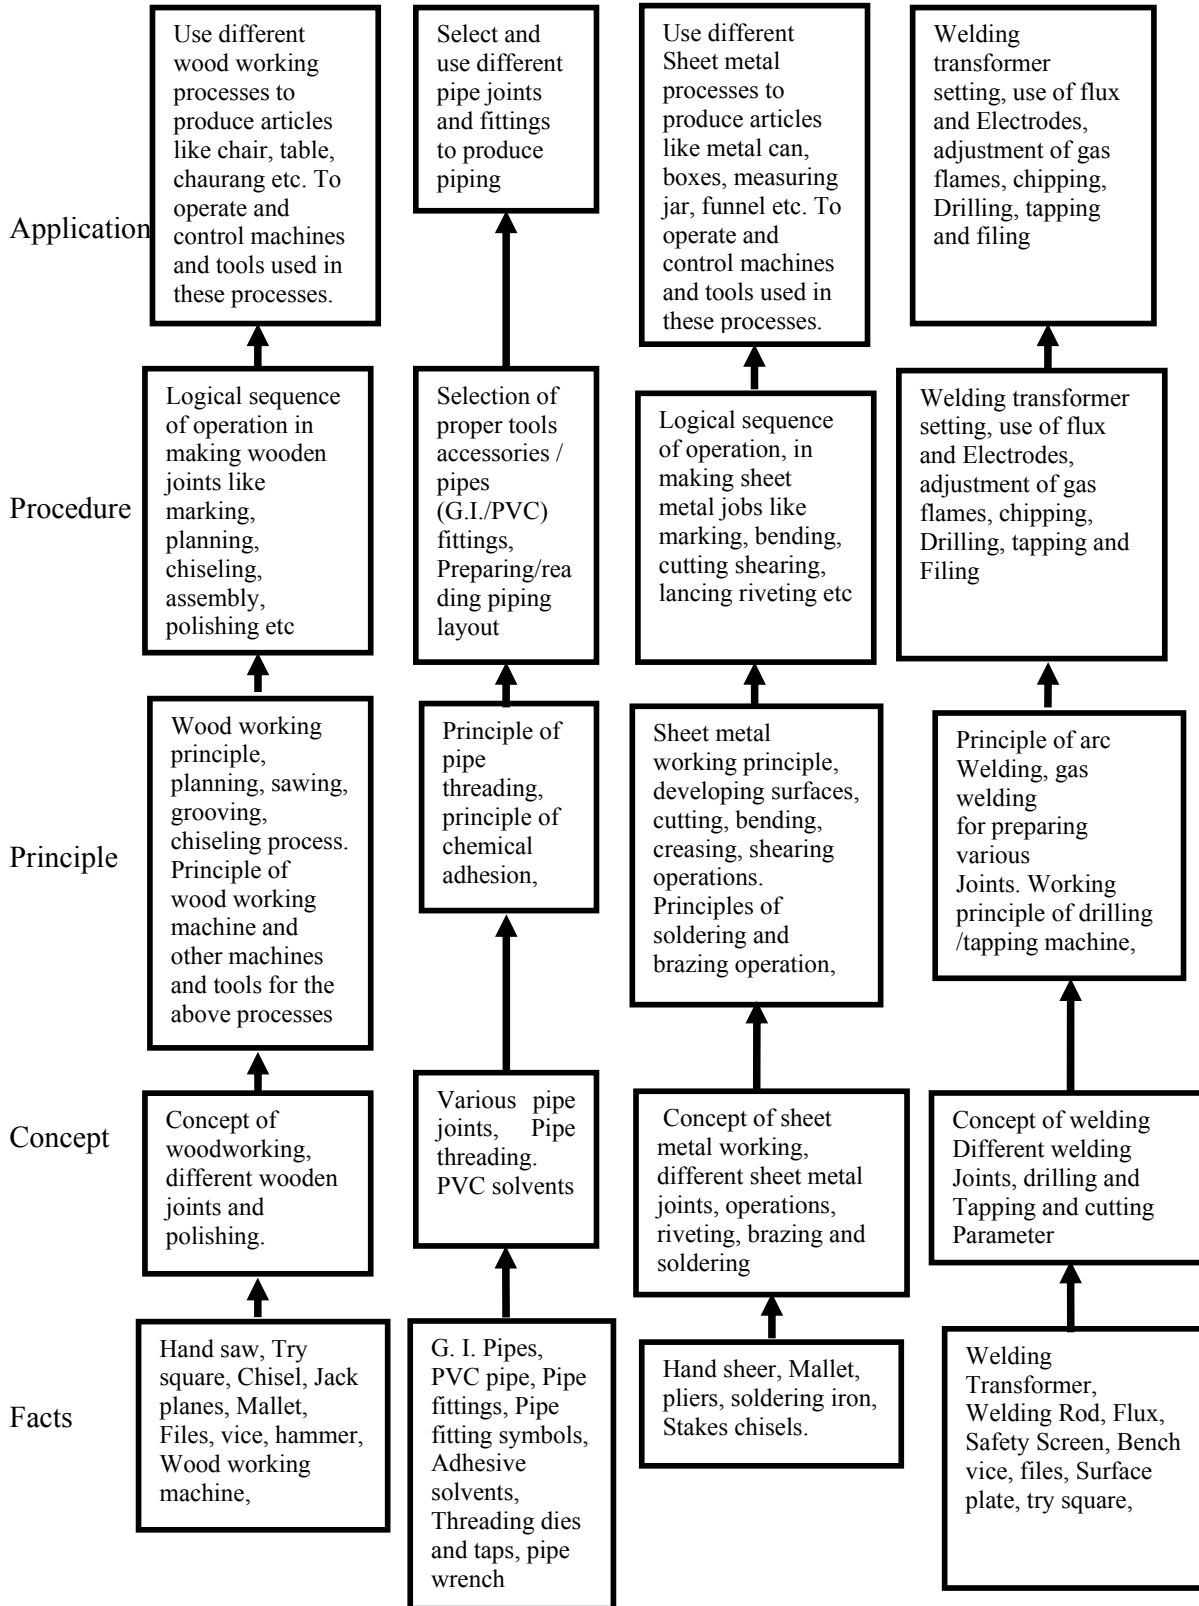 Application
Use different
wood working
processes to
produce articles
like chair, table,
chaurang etc. To
operate and
control machines
and tools used in
these processes.
Select and
use different
pipe joints
and fittings
to produce
piping
Use different
Sheet metal
processes to
produce articles
like metal can,
boxes, measuring
jar, funnel etc. To
operate and
control machines
and tools used in
these processes.
Welding
transformer
setting, use of flux
and Electrodes,
adjustment of gas
flames, chipping,
Drilling, tapping
and filing
Procedure
Logical sequence
of operation in
making wooden
joints like
marking,
planning,
chiseling,
assembly,
polishing etc
Selection of
proper tools
accessories /
pipes
(G.I./PVC)
fittings,
Preparing/rea
ding piping
layout
Logical sequence
of operation, in
making sheet
metal jobs like
marking, bending,
cutting shearing,
lancing riveting etc
Welding transformer
setting, use of flux
and Electrodes,
adjustment of gas
flames, chipping,
Drilling, tapping and
Filing
Principle
Wood working
principle,
planning, sawing,
grooving,
chiseling process.
Principle of
wood working
machine and
other machines
and tools for the
above processes
Principle of
pipe
threading,
principle of
chemical
adhesion,
Sheet metal
working principle,
developing surfaces,
cutting, bending,
creasing, shearing
operations.
Principles of
soldering and
brazing operation,
Principle of arc
Welding, gas
welding
for preparing
various
Joints. Working
principle of drilling
/tapping machine,
Concept
Concept of
woodworking,
different wooden
joints and
polishing.
Various pipe
joints, Pipe
threading.
PVC solvents
Concept of sheet
metal working,
different sheet metal
joints, operations,
riveting, brazing and
soldering
Concept of welding
Different welding
Joints, drilling and
Tapping and cutting
Parameter
Facts
Hand saw, Try
square, Chisel, Jack
planes, Mallet,
Files, vice, hammer,
Wood working
machine,
G. I. Pipes,
PVC pipe, Pipe
fittings, Pipe
fitting symbols,
Adhesive
solvents,
Threading dies
and taps, pipe
wrench
Hand sheer, Mallet,
pliers, soldering iron,
Stakes chisels.
Welding
Transformer,
Welding Rod, Flux,
Safety Screen, Bench
vice, files, Surface
plate, try square,